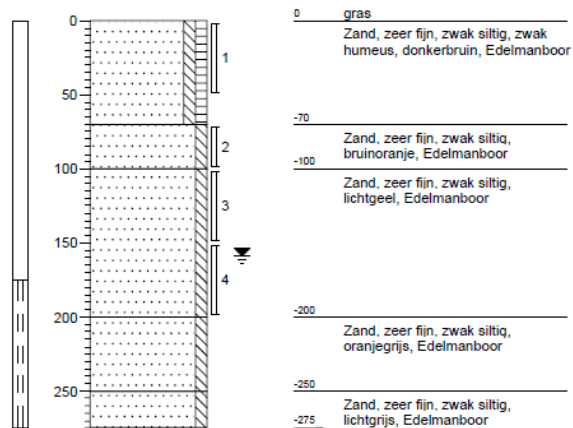 0
50
100
150
200
250
1
2
3
4
0 gras
Zand, zeer fijn, zwak siltig, zwak
humeus, donkerbruin, Edelmanboor
-70
Zand, zeer fijn, zwak siltig,
bruinoranje, Edelmanboor
-100
Zand, zeer fijn, zwak siltig,
lichtgeel, Edelmanboor
-200
Zand, zeer fijn, zwak siltig,
oranjegrijs, Edelmanboor
-250
Zand, zeer fijn, zwak siltig,
-275 lichtgrijs, Edelmanboor